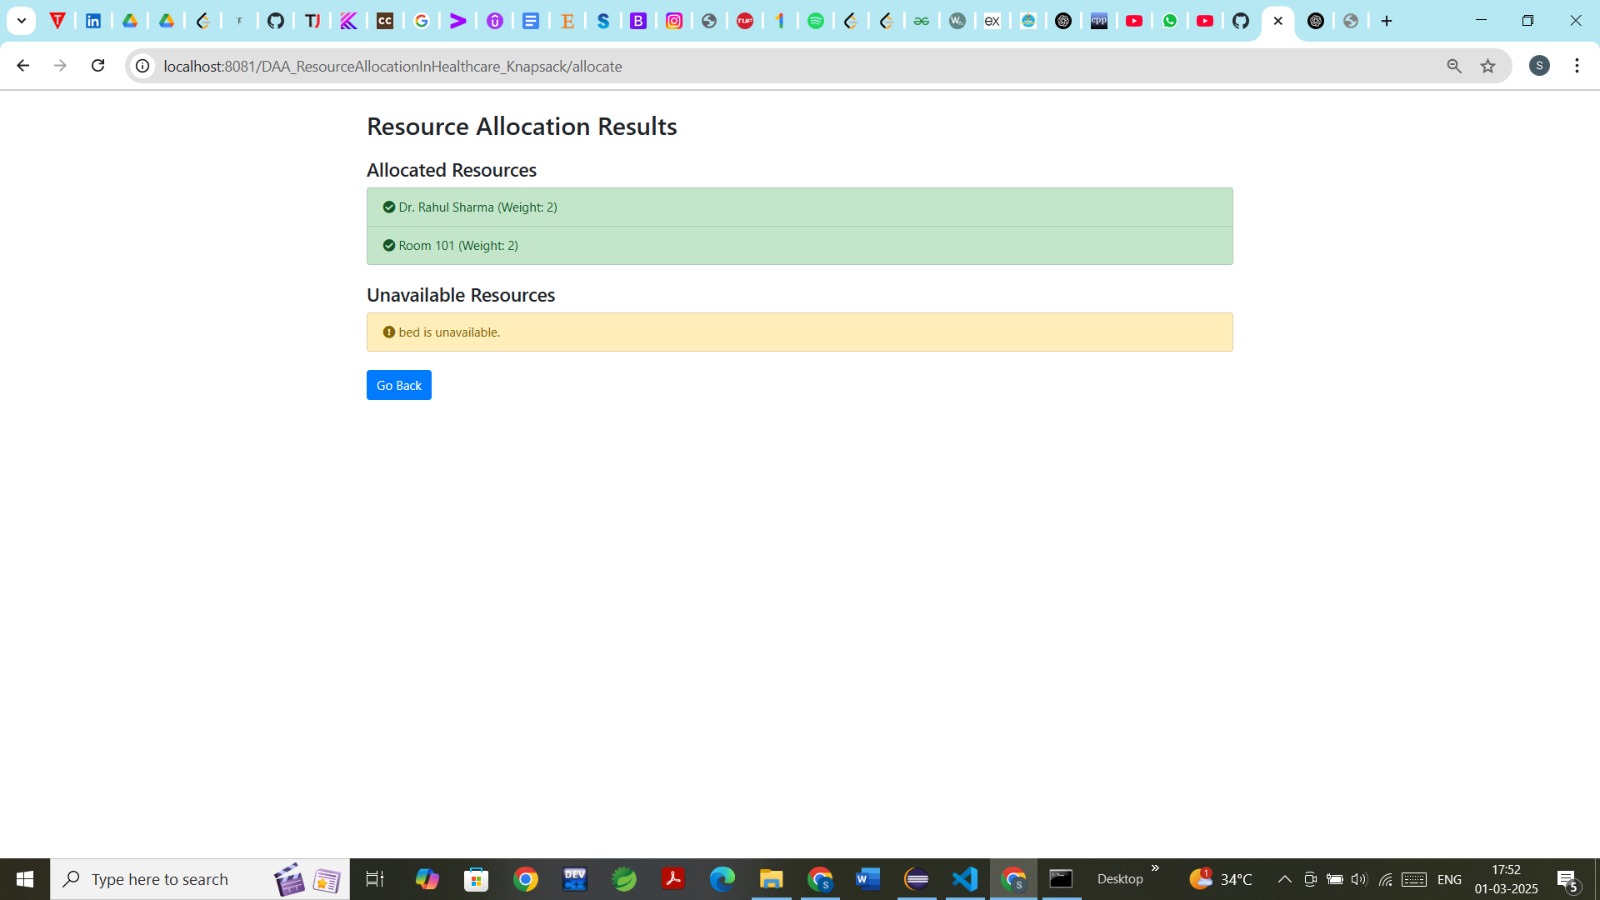 localhost:8081/DAA_ResourceAllocationInHealthcare_Knapsack/allocate
S
Resource Allocation Results
Allocated Resources
Dr. Rahul Sharma (Weight: 2)
Room 101 (Weight: 2)
Unavailable Resources
bed is unavailable.
Go Back
Type here to search
Desktop
34°C
ENG
17:52
01-03-2025
5